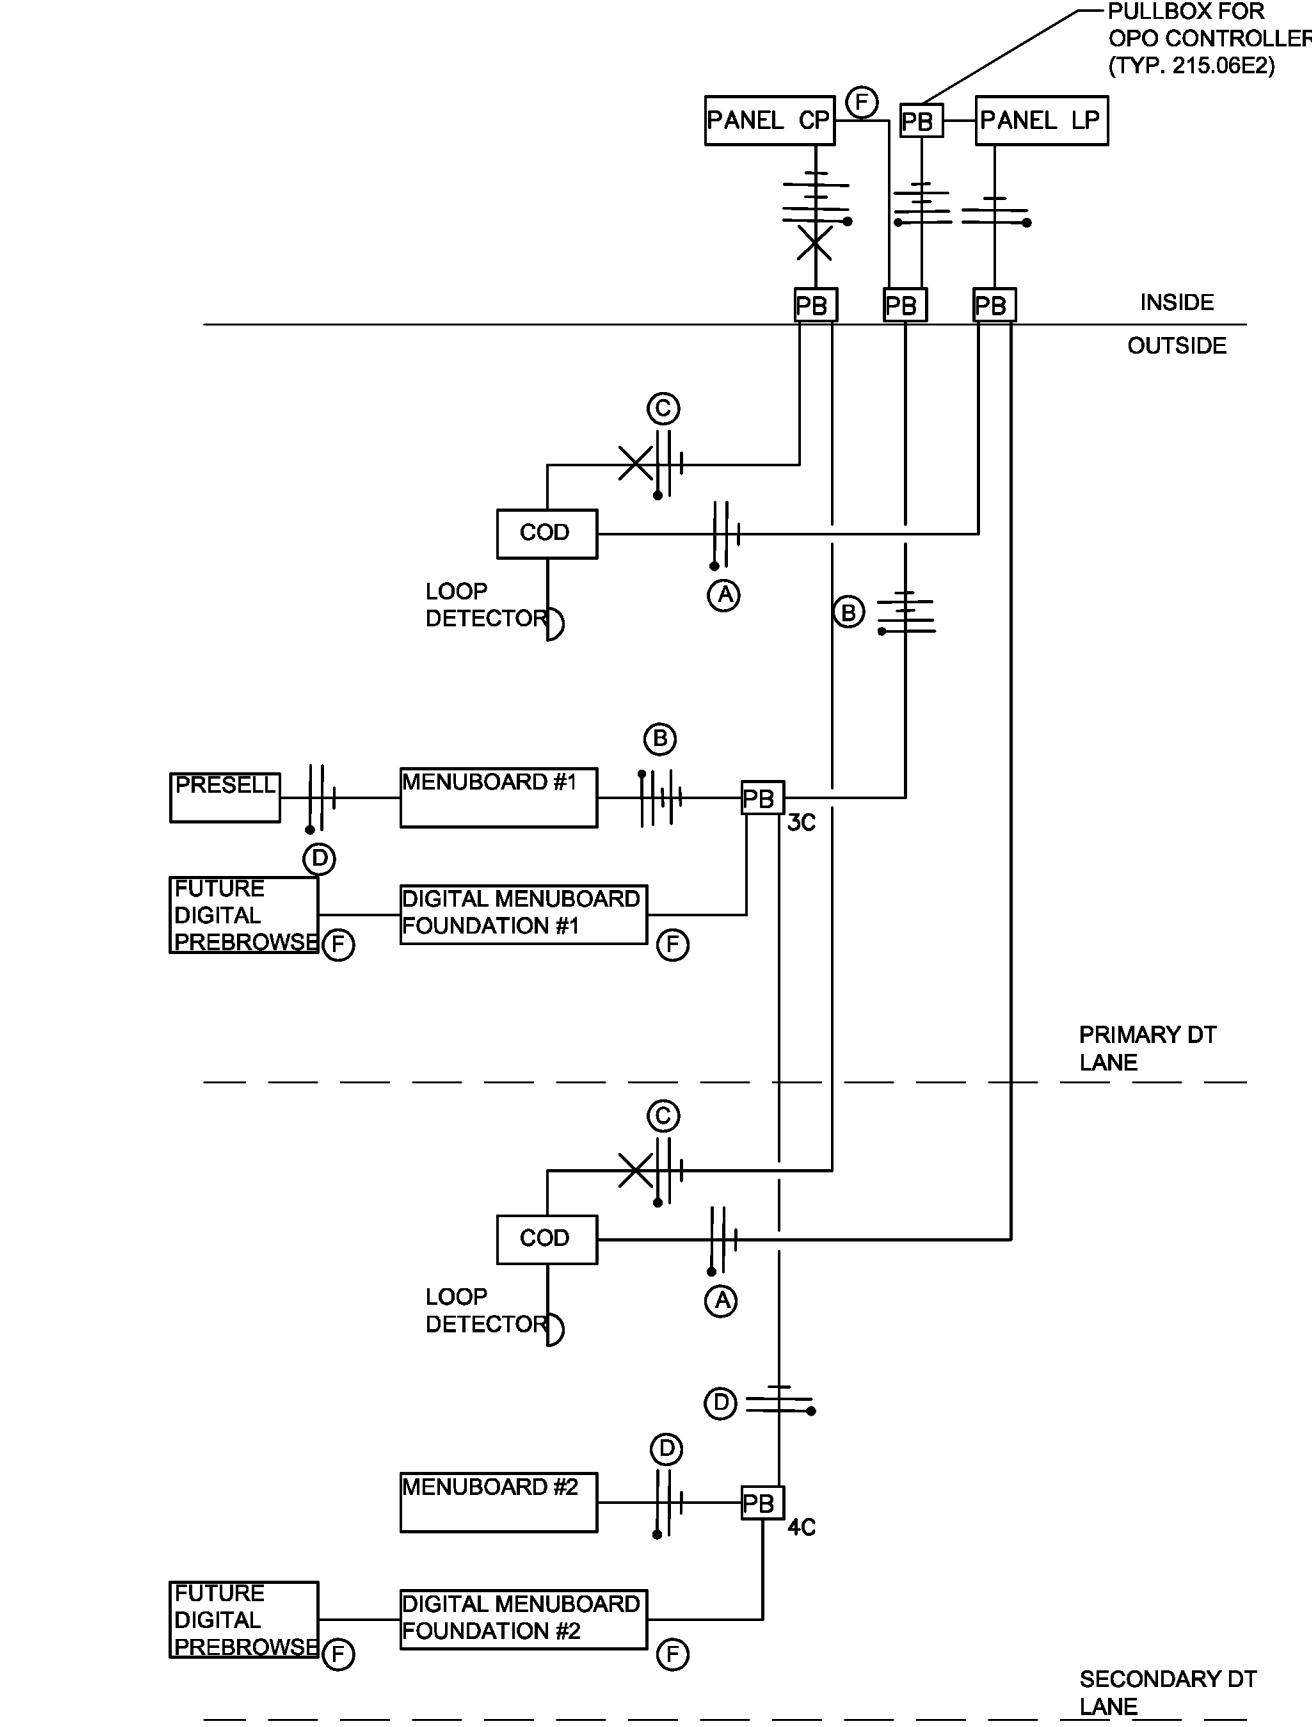 PULLBOX FOR
OPO CONTROLLER
(TYP. 215.06E2)
PANEL CP
F
PB
PANEL LP
PB
PB
PB
INSIDE
OUTSIDE
C
COD
A
LOOP
DETECTOR
B
B
PRESELL
MENUBOARD #1
PB
3C
D
FUTURE
DIGITAL
PREBROWSE
F
DIGITAL MENUBOARD
FOUNDATION #1
F
PRIMARY DT
LANE
C
COD
A
LOOP
DETECTOR
D
D
MENUBOARD #2
PB
4C
FUTURE
DIGITAL
PREBROWSE
F
DIGITAL MENUBOARD
FOUNDATION #2
F
SECONDARY DT
LANE